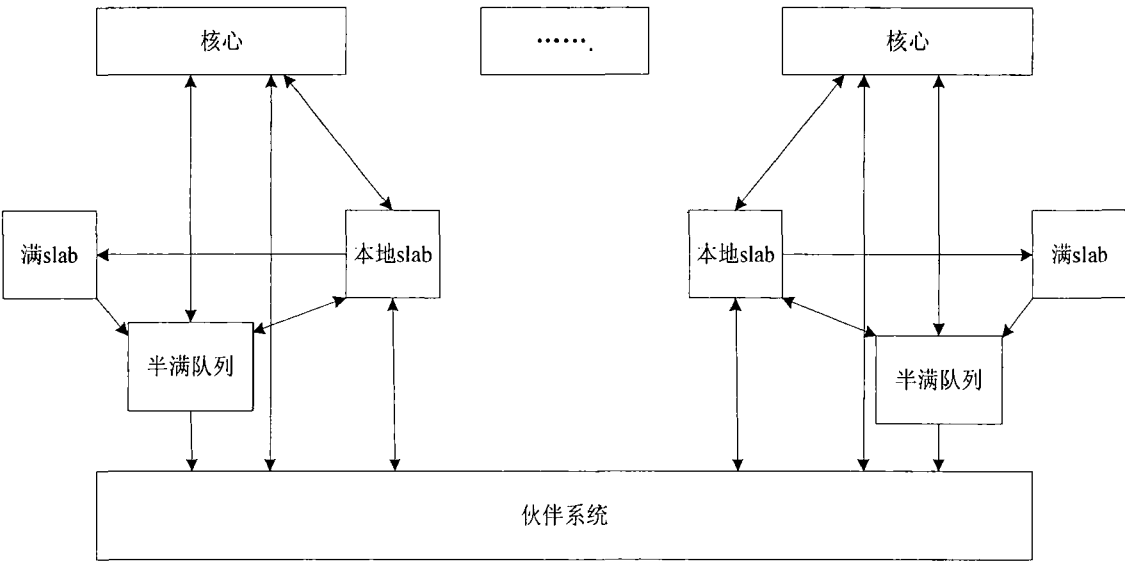 核心
…….
核心
满slab
本地slab
本地slab
满slab
半满队列
半满队列
伙伴系统